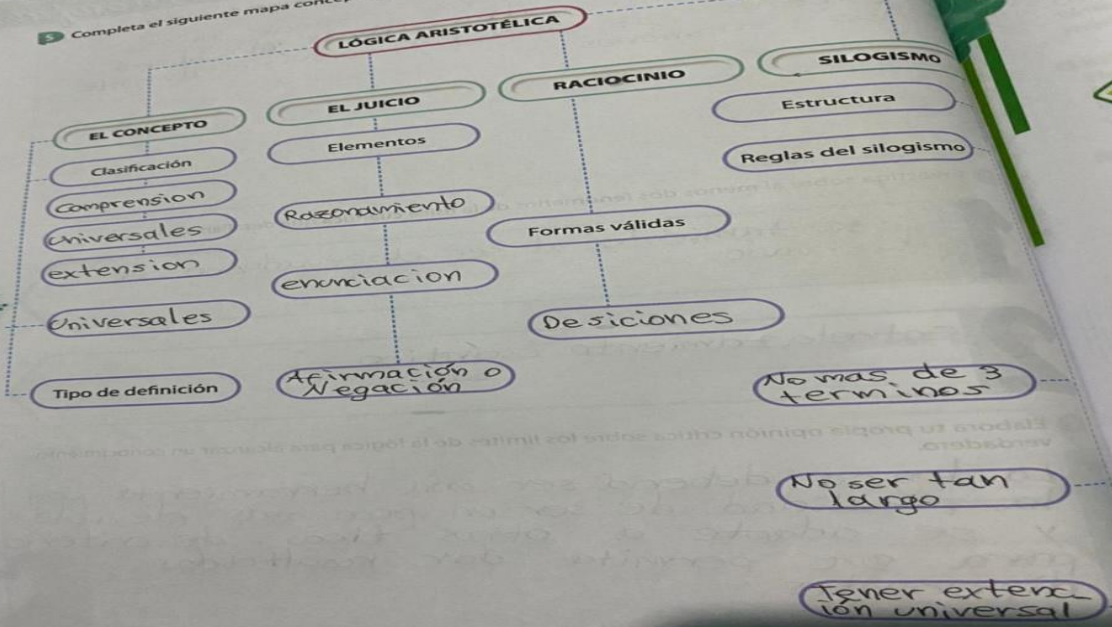 5 Completa el siguiente mapa
LÓGICA ARISTOTÉLICA
EL CONCEPTO
Clasificación
Comprension
Universales
extension
Universales
Tipo de definición
EL JUICIO
Elementos
Razonamiento
enunciacion
Afirmación o
Negación
RACIOCINIO
Formas válidas
Desiciones
SILOGISMO
Estructura
Reglas del silogismo
No mas de 3
terminos
No ser tan
largo
Tener extenc-
ión universal